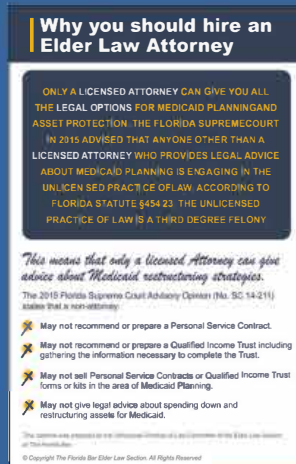 Why you should hire an
Elder Law Attorney
ONLY A LICENSED ATTORNEY CAN GIVE YOU ALL
THE LEGAL OPTIONS FOR MEDICAID PLANNINGAND
ASSET PROTECTION. THE FLORIDA SUPREMECOURT
IN 2015 ADVISED THAT ANYONE OTHER THAN A
LICENSED ATTORNEY WHO PROVIDES LEGAL ADVICE
ABOUT MEDICAID PLANNING IS ENGAGING IN THE
UNLICEN SED PRACTICE OFLAW. ACCORDING TO
FLORIDA STATUTE §454 23. THE UNLICENSED
PRACTICE OF LAW IS A THIRD DEGREE FELONY
This means that only a licensed Attorney can give
advice about Medicaid restructuring strategies.
The 2015 Florida Supreme Court Advisory Opinion (No. SC 14-211)
states that a non-attorney:
May not recommend or prepare a Personal Service Contract.
May not recommend or prepare a Qualified Income Trust including
gathering the information necessary to complete the Trust.
May not sell Personal Service Contracts or Qualified Income Trust
forms or kits in the area of Medicaid Planning.
May not give legal advice about spending down and
restructuring assets for Medicaid.
© Copyright The Florida Bar Elder Law Section. All Rights Reserved